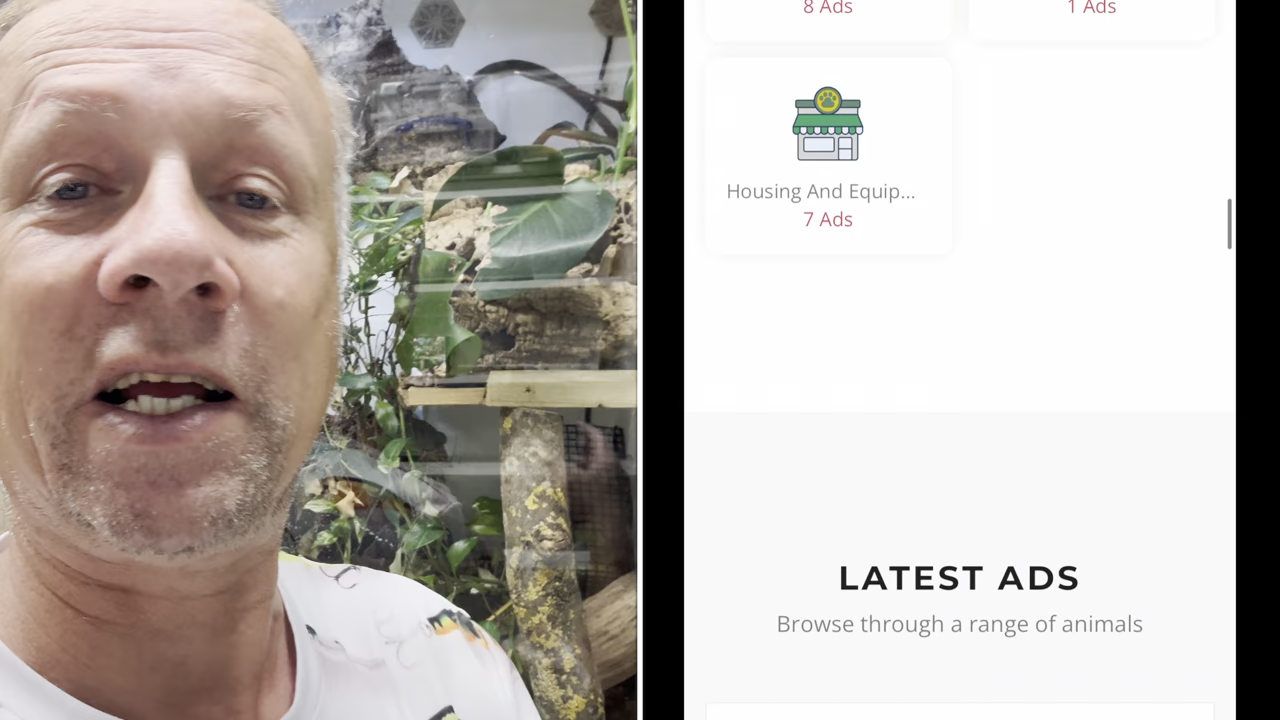 8 Ads
1 Ads
Housing And Equip...
7 Ads
LATEST ADS
Browse through a range of animals